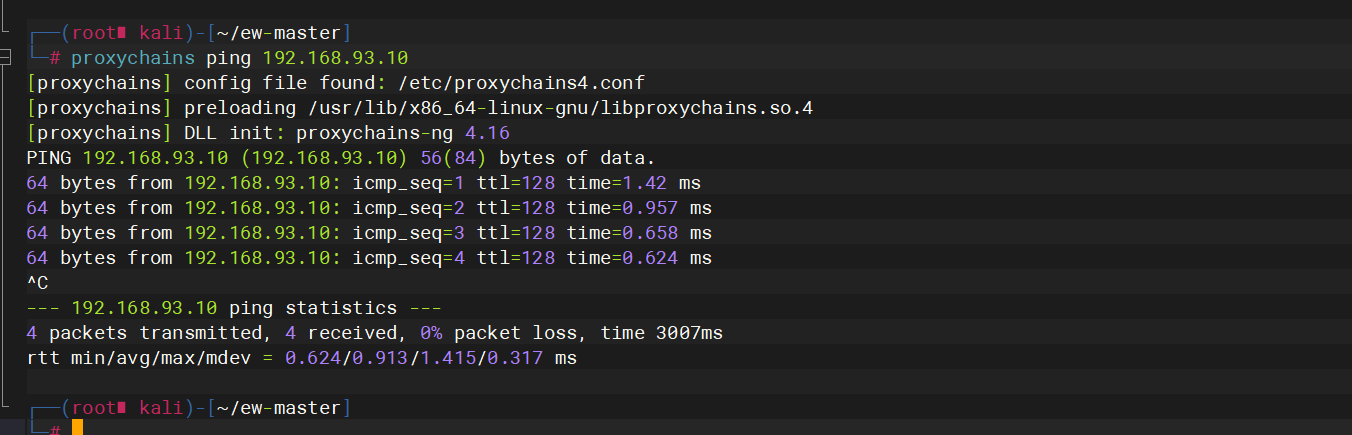 ┌──(root∎ kali)-[~/ew-master]
└─# proxychains ping 192.168.93.10
[proxychains] config file found: /etc/proxychains4.conf
[proxychains] preloading /usr/lib/x86_64-linux-gnu/libproxychains.so.4
[proxychains] DLL init: proxychains-ng 4.16
PING 192.168.93.10 (192.168.93.10) 56(84) bytes of data.
64 bytes from 192.168.93.10: icmp_seq=1 ttl=128 time=1.42 ms
64 bytes from 192.168.93.10: icmp_seq=2 ttl=128 time=0.957 ms
64 bytes from 192.168.93.10: icmp_seq=3 ttl=128 time=0.658 ms
64 bytes from 192.168.93.10: icmp_seq=4 ttl=128 time=0.624 ms
^C
--- 192.168.93.10 ping statistics ---
4 packets transmitted, 4 received, 0% packet loss, time 3007ms
rtt min/avg/max/mdev = 0.624/0.913/1.415/0.317 ms
┌──(root∎ kali)-[~/ew-master]
└─#